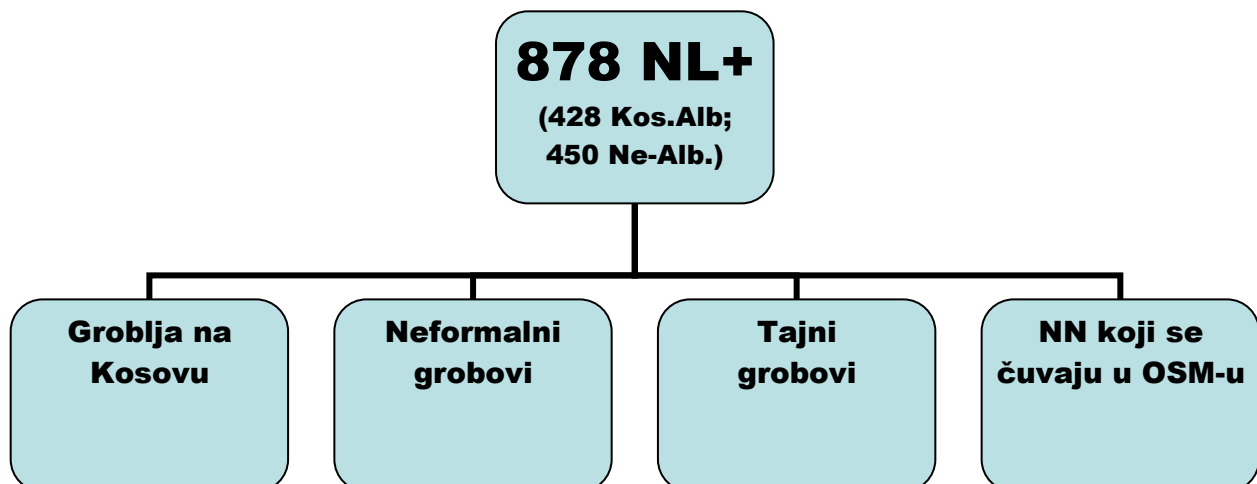 878 NL+
(428 Kos.Alb;
450 Ne-Alb.)
Groblja na
Kosovu
Neformalni
grobovi
Tajni
grobovi
NN koji se
čuvaju u OSM-u